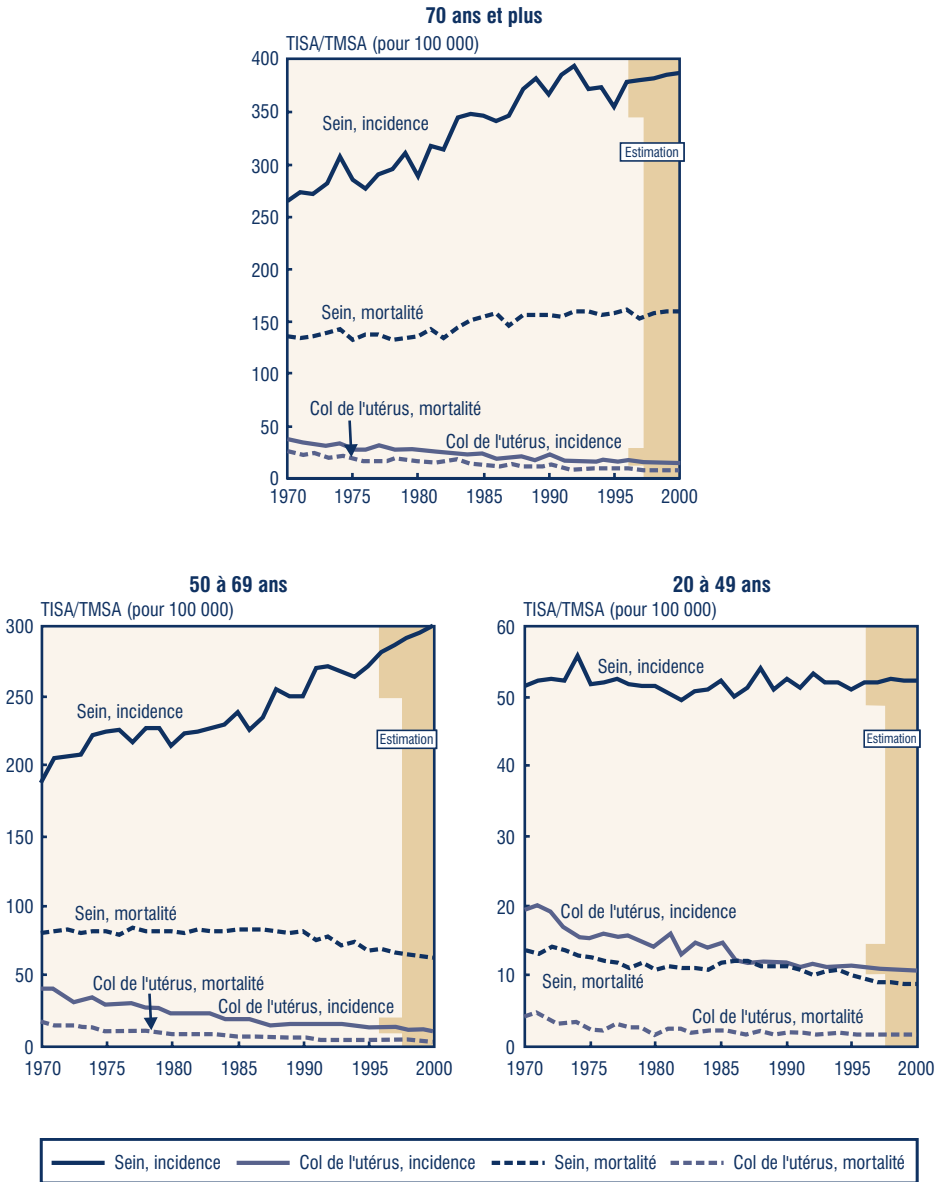 70 ans et plus
TISA/TMSA (pour 100 000)
400
350
300
250
200
150
100
50
0
Sein, incidence
Estimation
Sein, mortalité
Col de l'utérus, mortalité
Col de l'utérus, incidence
1970 1975 1980 1985 1990 1995 2000
50 à 69 ans
TISA/TMSA (pour 100 000)
300
250
200
150
100
50
0
Sein, incidence
Estimation
Sein, mortalité
Col de l'utérus, mortalité
Col de l'utérus, incidence
1970 1975 1980 1985 1990 1995 2000
20 à 49 ans
TISA/TMSA (pour 100 000)
60
50
40
30
20
10
0
Sein, incidence
Estimation
Col de l'utérus, incidence
Sein, mortalité
Col de l'utérus, mortalité
1970 1975 1980 1985 1990 1995 2000
Sein, incidence Col de l'utérus, incidence Sein, mortalité Col de l'utérus, mortalité